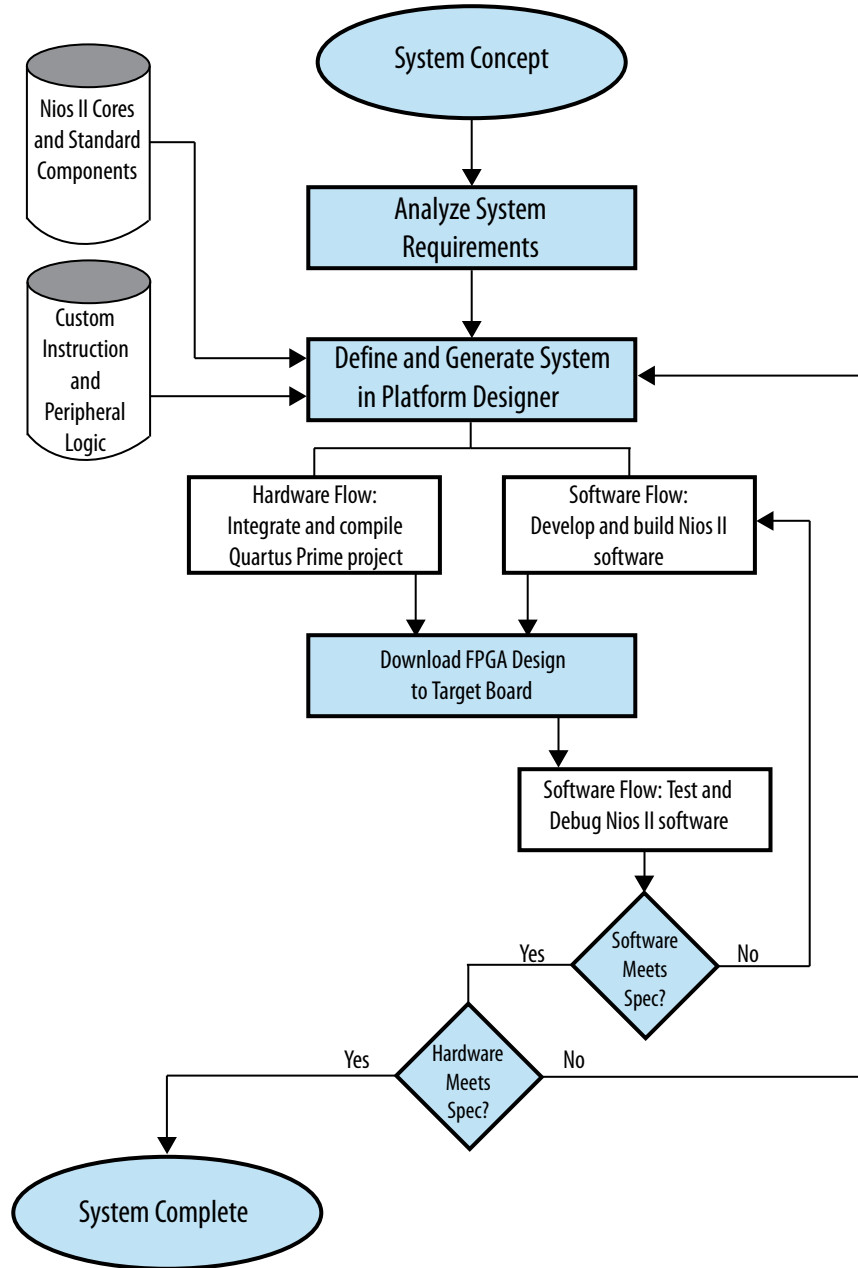 System Concept
Nios II Cores
and Standard
Components
Analyze System
Requirements
Custom
Instruction
and
Peripheral
Logic
Define and Generate System
in Platform Designer
Hardware Flow:
Integrate and compile
Quartus Prime project
Software Flow:
Develop and build Nios II
software
Download FPGA Design
to Target Board
Software Flow: Test and
Debug Nios II software
Software
Meets
Spec?
Yes
No
Hardware
Meets
Spec?
Yes
No
System Complete